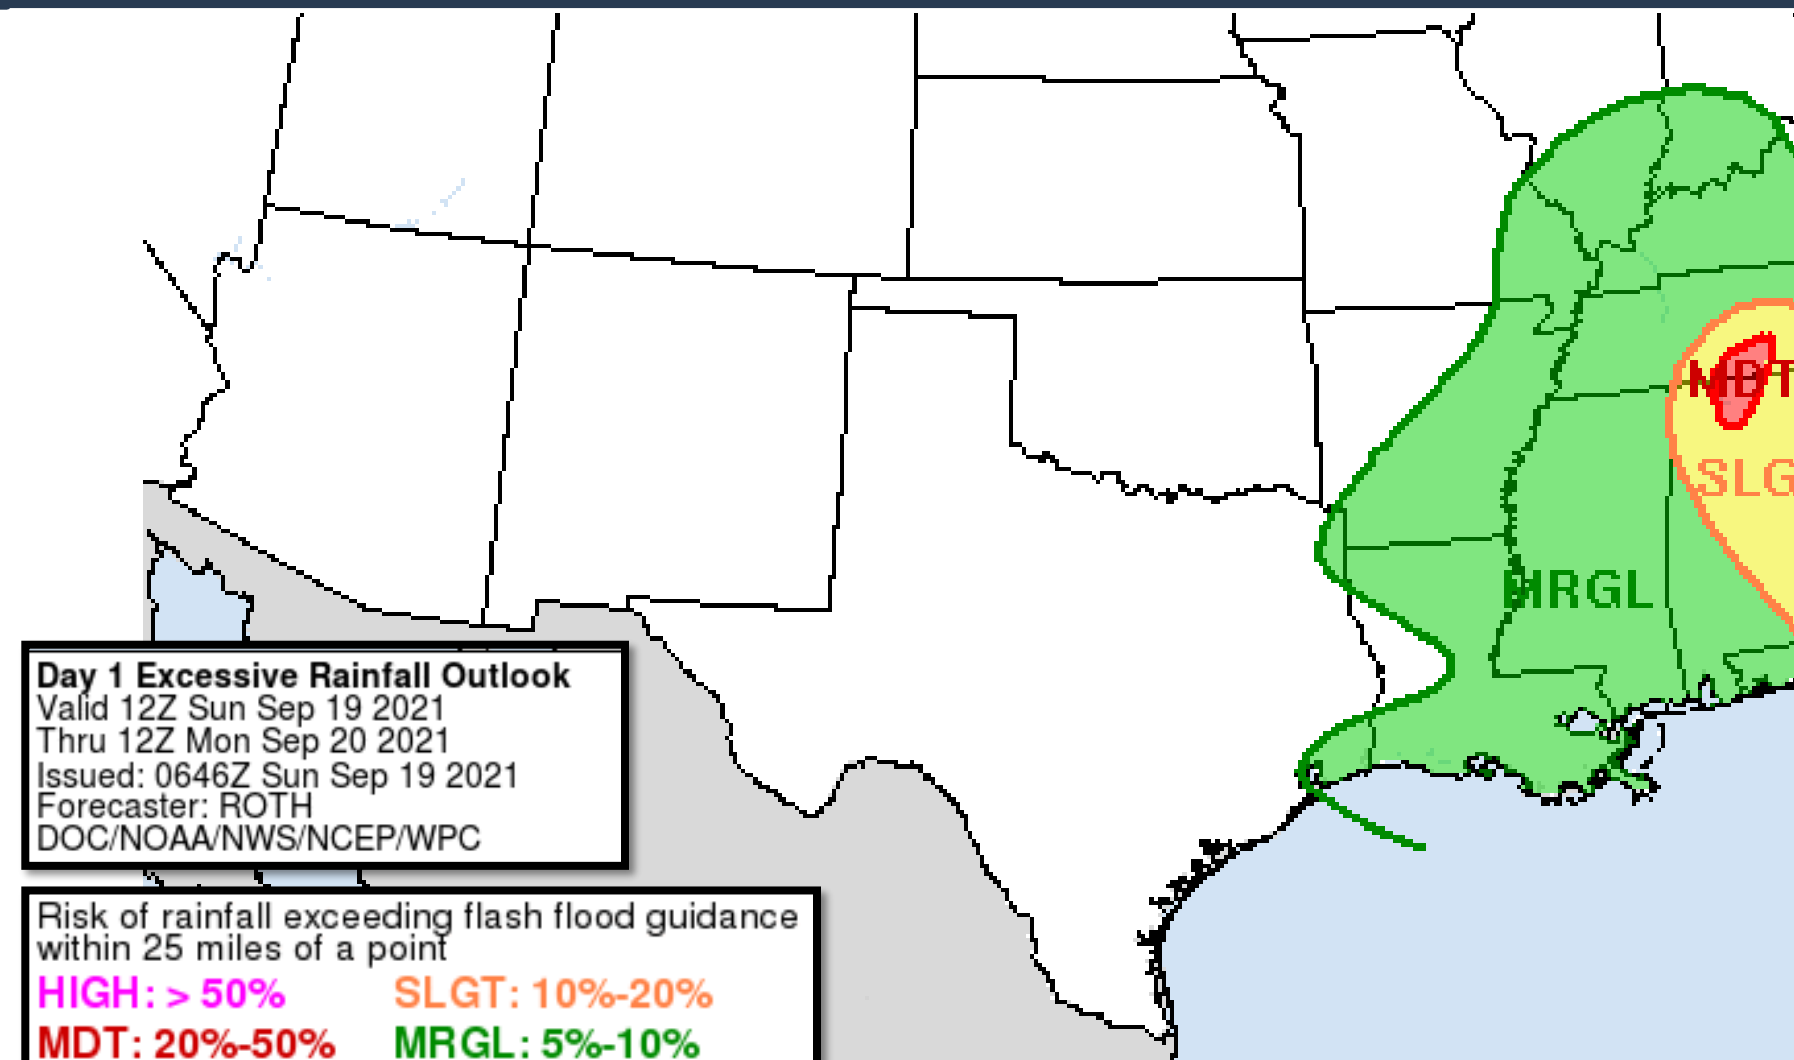 MDT
SLG
MRGL
Day 1 Excessive Rainfall Outlook
Valid 12Z Sun Sep 19 2021
Thru 12Z Mon Sep 20 2021
Issued: 0646Z Sun Sep 19 2021
Forecaster: ROTH
DOC/NOAA/NWS/NCEP/WPC
Risk of rainfall exceeding flash flood guidance
within 25 miles of a point
HIGH: > 50% SLGT: 10%-20%
MDT: 20%-50% MRGL: 5%-10%